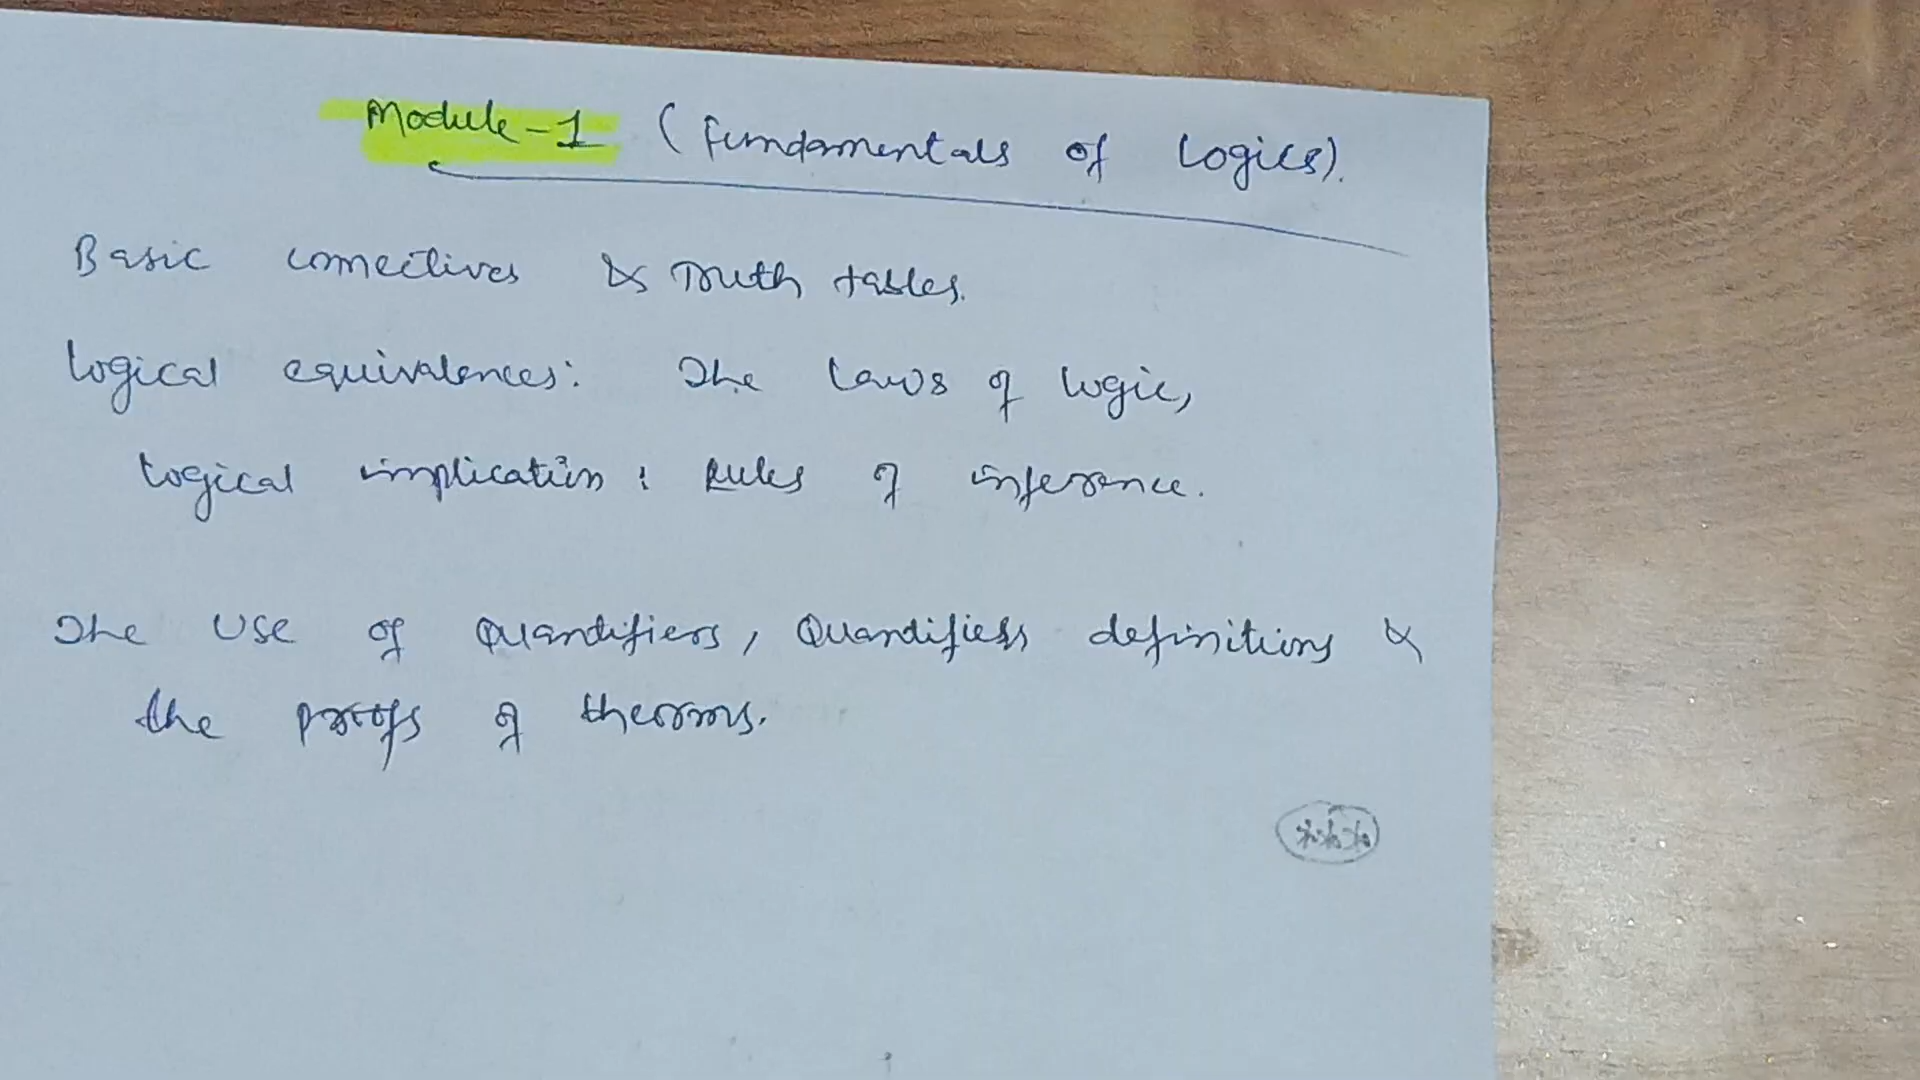 Module-1 (Fundamentals of Logics).
Basic connectives & Truth tables.
Logical equivalences: The Laws of Logic,
Logical implication: Rules of inference.
The Use of Quantifiers, Quantifiers definitions &
the proofs of theorms.